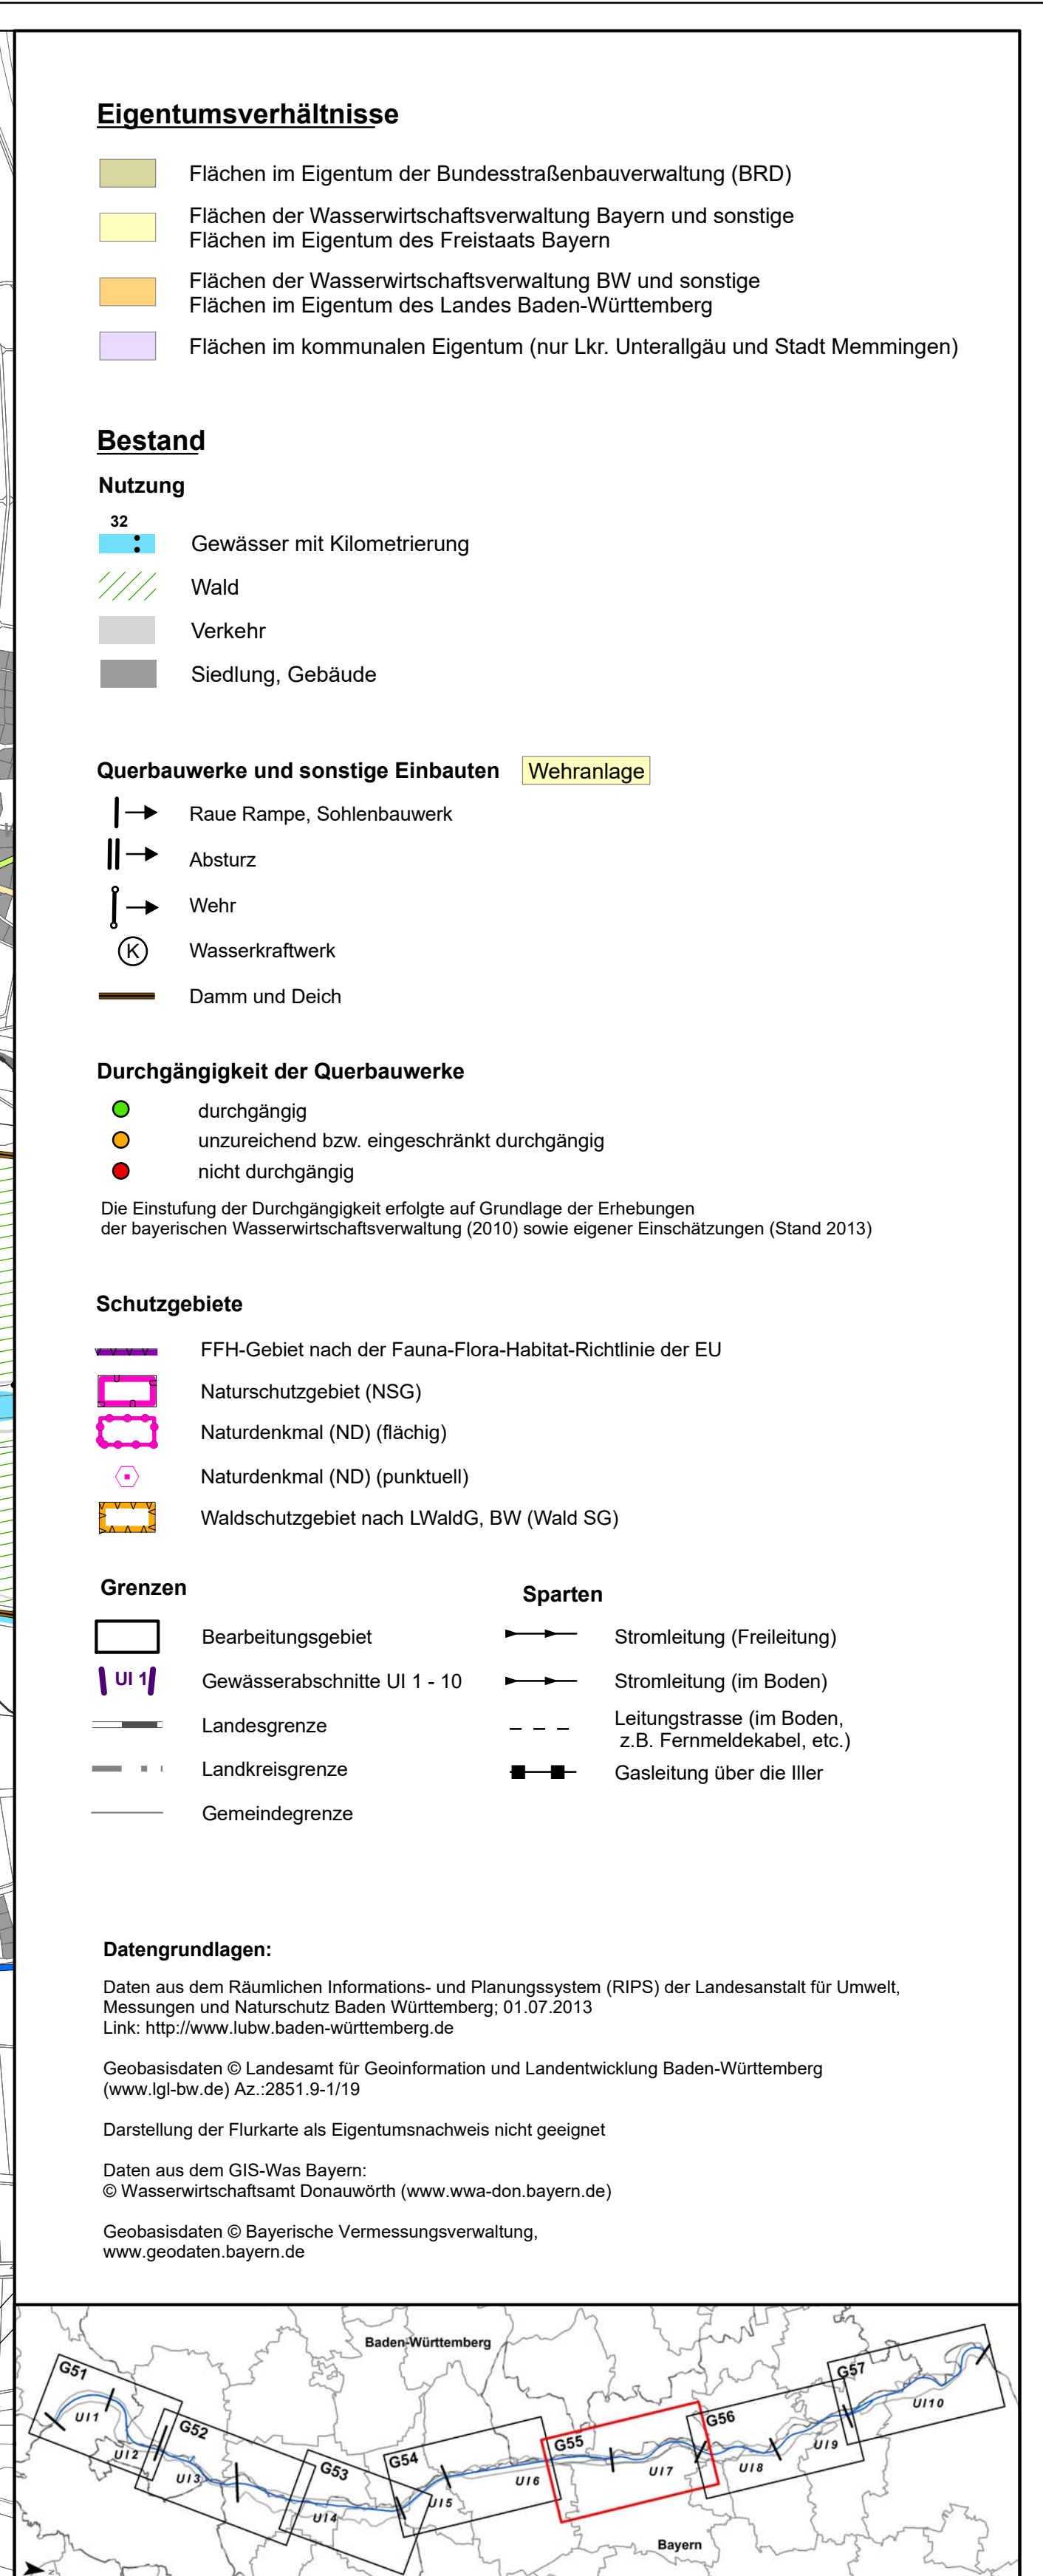 Eigentumsverhältnisse
Flächen im Eigentum der Bundesstraßenbauverwaltung (BRD)
Flächen der Wasserwirtschaftsverwaltung Bayern und sonstige
Flächen im Eigentum des Freistaats Bayern
Flächen der Wasserwirtschaftsverwaltung BW und sonstige
Flächen im Eigentum des Landes Baden-Württemberg
Flächen im kommunalen Eigentum (nur Lkr. Unterallgäu und Stadt Memmingen)
Bestand
Nutzung
32
Gewässer mit Kilometrierung
Wald
Verkehr
Siedlung, Gebäude
Querbauwerke und sonstige Einbauten Wehranlage
Raue Rampe, Sohlenbauwerk
Absturz
Wehr
K Wasserkraftwerk
Damm und Deich
Durchgängigkeit der Querbauwerke
durchgängig
unzureichend bzw. eingeschränkt durchgängig
nicht durchgängig
Die Einstufung der Durchgängigkeit erfolgte auf Grundlage der Erhebungen
der bayerischen Wasserwirtschaftsverwaltung (2010) sowie eigener Einschätzungen (Stand 2013)
Schutzgebiete
FFH-Gebiet nach der Fauna-Flora-Habitat-Richtlinie der EU
Naturschutzgebiet (NSG)
Naturdenkmal (ND) (flächig)
Naturdenkmal (ND) (punktuell)
Waldschutzgebiet nach LWaldG, BW (Wald SG)
Grenzen
Bearbeitungsgebiet
UI 1 Gewässerabschnitte UI 1 - 10
Landesgrenze
Landkreisgrenze
Gemeindegrenze
Sparten
Stromleitung (Freileitung)
Stromleitung (im Boden)
Leitungstrasse (im Boden,
z.B. Fernmeldekabel, etc.)
Gasleitung über die Iller
Datengrundlagen:
Daten aus dem Räumlichen Informations- und Planungssystem (RIPS) der Landesanstalt für Umwelt,
Messungen und Naturschutz Baden Württemberg; 01.07.2013
Link: http://www.lubw.baden-württemberg.de
Geobasisdaten © Landesamt für Geoinformation und Landentwicklung Baden-Württemberg
(www.lgl-bw.de) Az.:2851.9-1/19
Darstellung der Flurkarte als Eigentumsnachweis nicht geeignet
Daten aus dem GIS-Was Bayern:
© Wasserwirtschaftsamt Donauwörth (www.wwa-don.bayern.de)
Geobasisdaten © Bayerische Vermessungsverwaltung,
www.geodaten.bayern.de
Baden-Württemberg
G51
UI1
UI2
G52
UI3
G53
UI4
G54
UI5
UI6
G55
UI7
G56
UI8
UI9
G57
UI10
Bayern